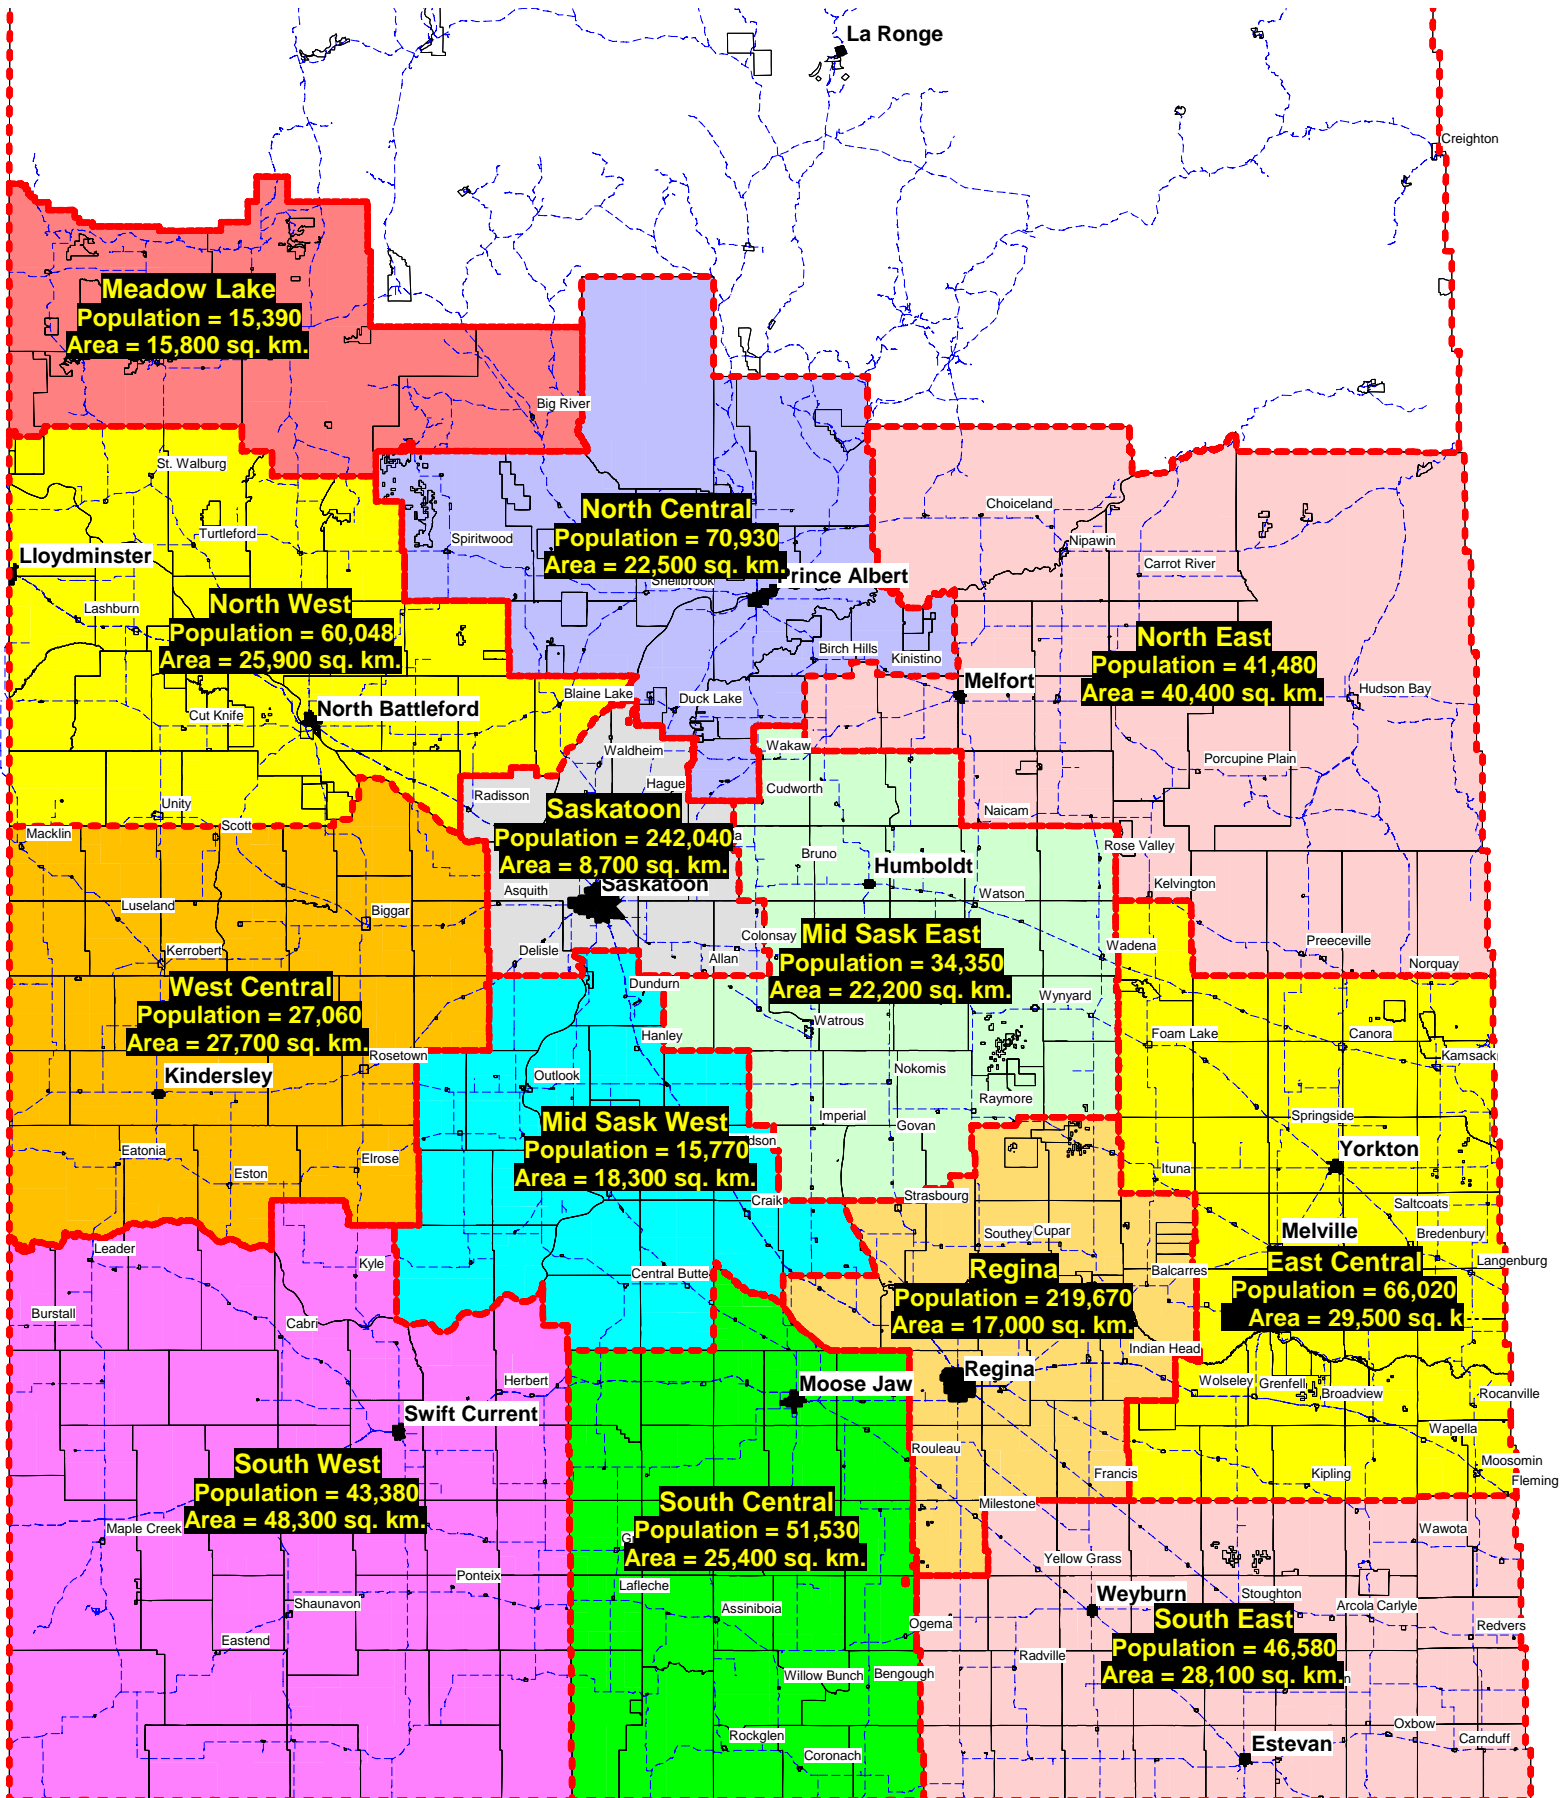 La Ronge
Creighton
Meadow Lake
Population = 15,390
Area = 15,800 sq. km.
Big River
St. Walburg
Turtleford
Lloydminster
Lashburn
North West
Population = 60,048
Area = 25,900 sq. km.
Cut Knife
North Battleford
Unity
Spiritwood
North Central
Population = 70,930
Area = 22,500 sq. km.
Shellbrook
Prince Albert
Birch Hills
Kinistino
Blaine Lake
Duck Lake
Choiceland
Nipawin
Carrot River
North East
Population = 41,480
Area = 40,400 sq. km.
Melfort
Hudson Bay
Porcupine Plain
Naicam
Rose Valley
Kelvington
Preeceville
Norquay
Waldheim
Hague
Radisson
Saskatoon
Population = 242,040
Area = 8,700 sq. km.
Saskatoon
Asquith
Delisle
Colonsay
Allan
Wakaw
Cudworth
Bruno
Humboldt
Watson
Mid Sask East
Population = 34,350
Area = 22,200 sq. km.
Wadena
Wynyard
Watrous
Nokomis
Raymore
Imperial
Govan
Macklin
Scott
Luseland
Biggar
Kerrobert
West Central
Population = 27,060
Area = 27,700 sq. km.
Rosetown
Kindersley
Eatonia
Eston
Elrose
Dundurn
Hanley
Outlook
Mid Sask West
Population = 15,770
Area = 18,300 sq. km.
dson
Craik
Central Butte
Foam Lake
Canora
Kamsack
Springside
Yorkton
Ituna
Saltcoats
Melville
Bredenbury
Langenburg
East Central
Population = 66,020
Area = 29,500 sq. k
Strasbourg
Southey
Cupar
Balcarres
Regina
Population = 219,670
Area = 17,000 sq. km.
Indian Head
Regina
Wolseley
Grenfell
Broadview
Rocanville
Wapella
Moosomin
Fleming
Kipling
Francis
Rouleau
Milestone
Leader
Kyle
Burstall
Cabri
Herbert
Swift Current
South West
Population = 43,380
Area = 48,300 sq. km.
Maple Creek
Ponteix
Shaunavon
Eastend
Moose Jaw
South Central
Population = 51,530
Area = 25,400 sq. km.
Lafleche
Assiniboia
Ogema
Willow Bunch
Bengough
Rockglen
Coronach
Wawota
Yellow Grass
Weyburn
Stoughton
Arcola
Carlyle
Redvers
South East
Population = 46,580
Area = 28,100 sq. km.
Radville
Oxbow
Carnduff
Estevan